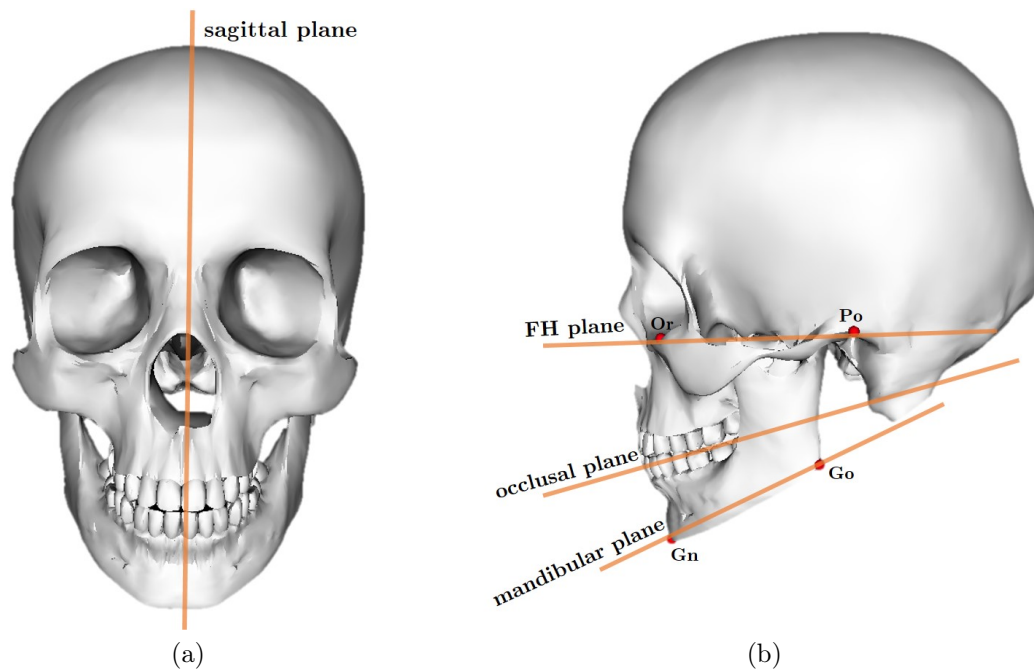 sagittal plane
(a)
FH plane
Or
Po
occlusal plane
Go
mandibular plane
Gn
(b)